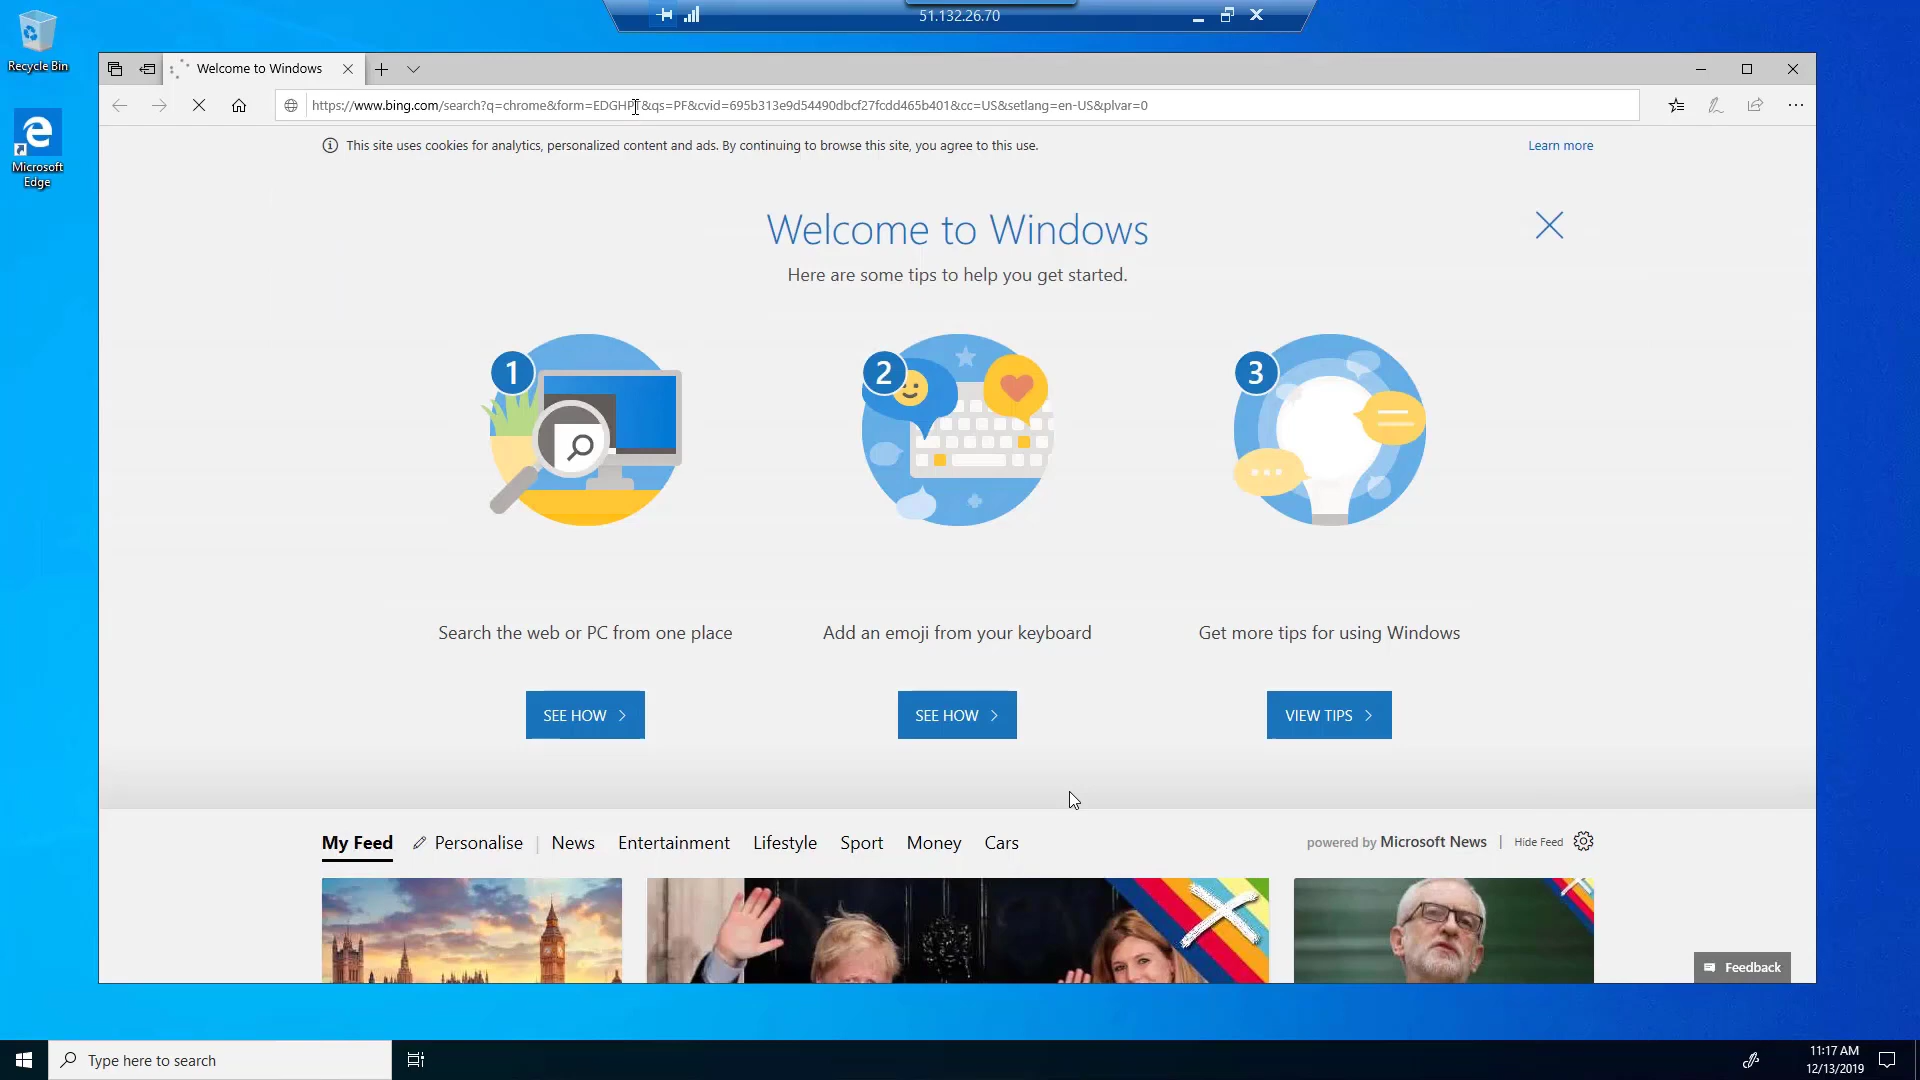 51.132.26.70
Recycle Bin
Microsoft
Edge
Welcome to Windows
https://www.bing.com/search?q=chrome&form=EDGHPT&qs=PF&cvid=695b313e9d54490dbcf27fcdd465b401&cc=US&setlang=en-US&plvar=0
This site uses cookies for analytics, personalized content and ads. By continuing to browse this site, you agree to this use.
Learn more
Welcome to Windows
Here are some tips to help you get started.
1
2
3
Search the web or PC from one place
Add an emoji from your keyboard
Get more tips for using Windows
SEE HOW
SEE HOW
VIEW TIPS
My Feed
Personalise
News
Entertainment
Lifestyle
Sport
Money
Cars
powered by Microsoft News
Hide Feed
Feedback
Type here to search
11:17 AM
12/13/2019